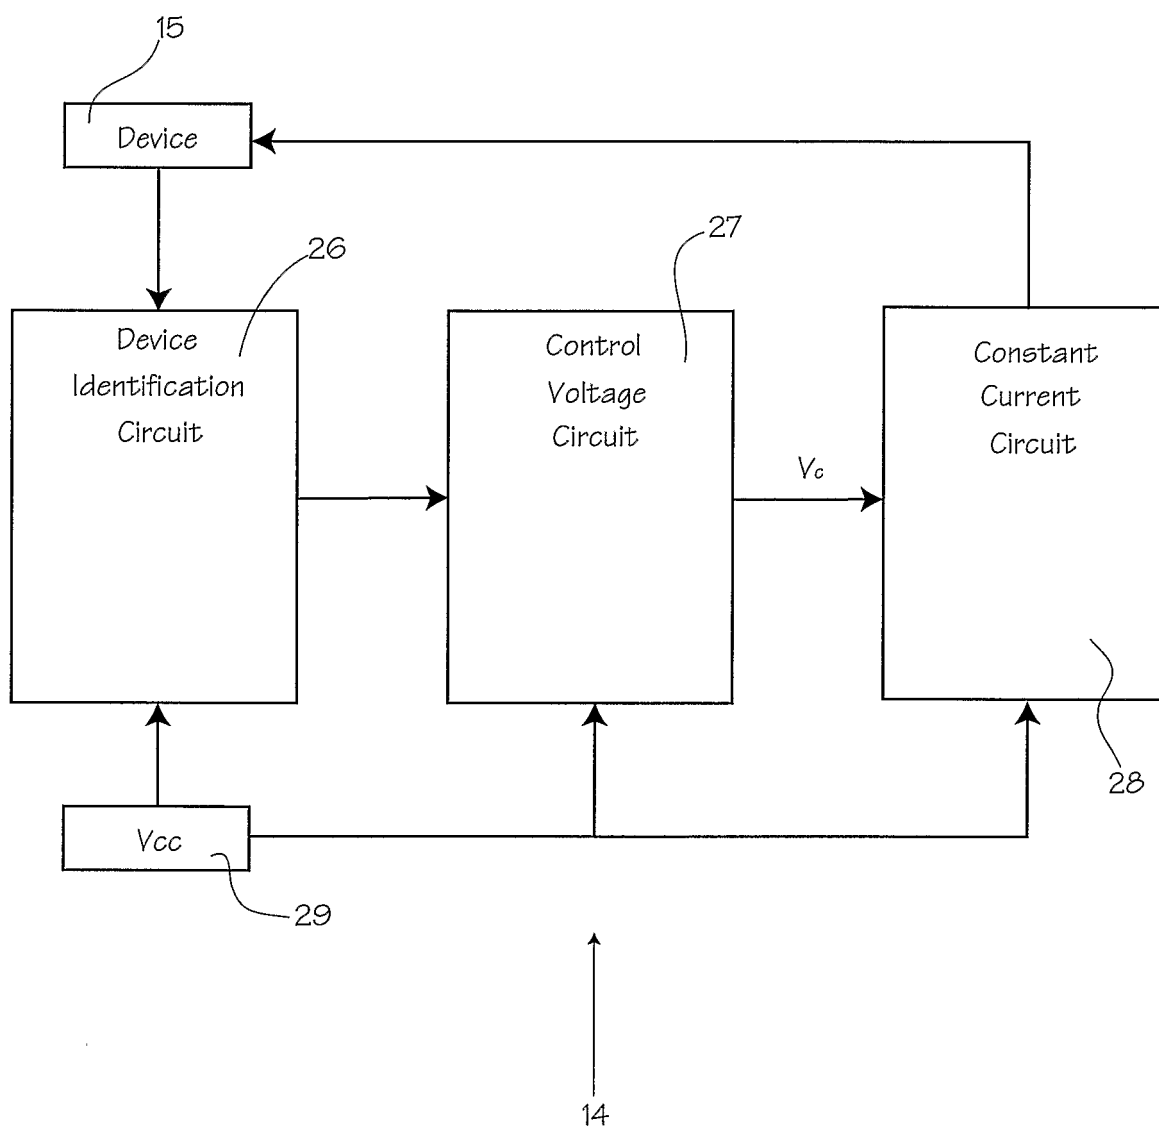 15
Device
27
26
Device
Identification
Circuit
Control
Voltage
Circuit
Constant
Current
Circuit
Vc
28
Vcc
29
14